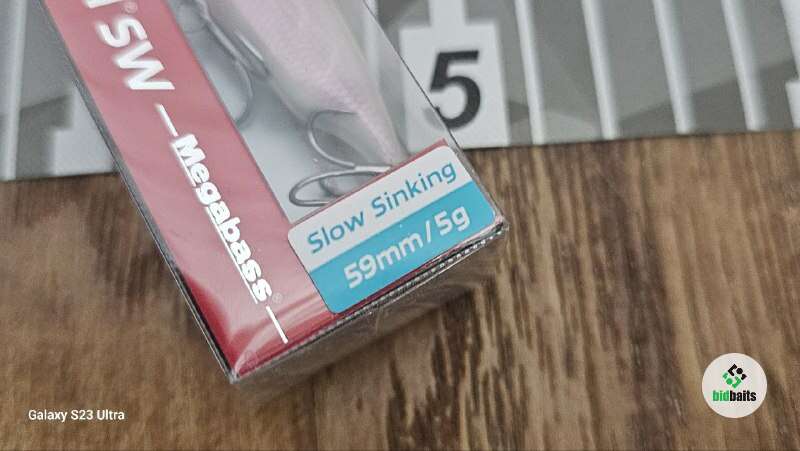 SW
Megabass®
5
Slow Sinking
59mm/5g
Galaxy S23 Ultra
bidbaits